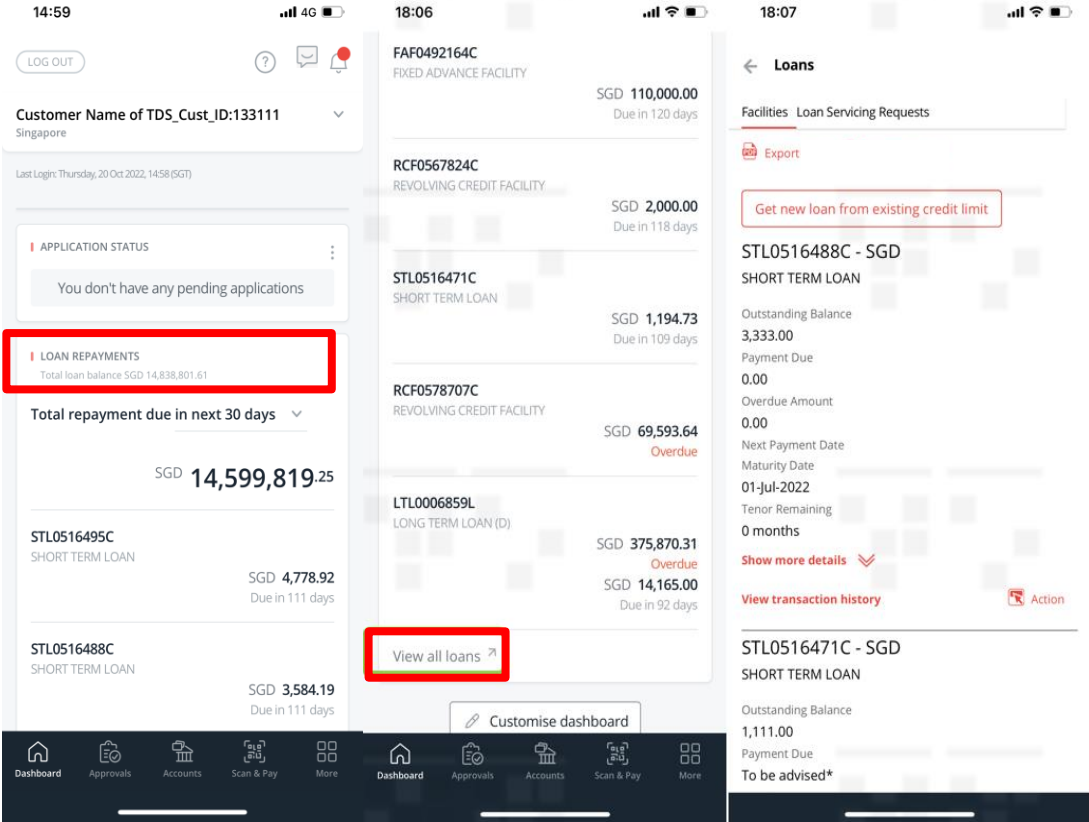 14:59
4G
LOG OUT
?
Customer Name of TDS_Cust_ID:133111
Singapore
Last Login: Thursday, 20 Oct 2022, 14:58 (SGT)
APPLICATION STATUS
You don't have any pending applications
LOAN REPAYMENTS
Total loan balance SGD 14,838,801.61
Total repayment due in next 30 days
SGD 14,599,819.25
STL0516495C
SHORT TERM LOAN
SGD 4,778.92
Due in 111 days
STL0516488C
SHORT TERM LOAN
SGD 3,584.19
Due in 111 days
Dashboard Approvals Accounts Scan & Pay More
18:06
FAF0492164C
FIXED ADVANCE FACILITY
SGD 110,000.00
Due in 120 days
RCF0567824C
REVOLVING CREDIT FACILITY
SGD 2,000.00
Due in 118 days
STL0516471C
SHORT TERM LOAN
SGD 1,194.73
Due in 109 days
RCF0578707C
REVOLVING CREDIT FACILITY
SGD 69,593.64
Overdue
LTL0006859L
LONG TERM LOAN (D)
SGD 375,870.31
Overdue
SGD 14,165.00
Due in 92 days
View all loans
Customise dashboard
Dashboard Approvals Accounts Scan & Pay More
18:07
Loans
Facilities Loan Servicing Requests
PDF Export
Get new loan from existing credit limit
STL0516488C - SGD
SHORT TERM LOAN
Outstanding Balance
3,333.00
Payment Due
0.00
Overdue Amount
0.00
Next Payment Date
Maturity Date
01-Jul-2022
Tenor Remaining
0 months
Show more details
View transaction history Action
STL0516471C - SGD
SHORT TERM LOAN
Outstanding Balance
1,111.00
Payment Due
To be advised*